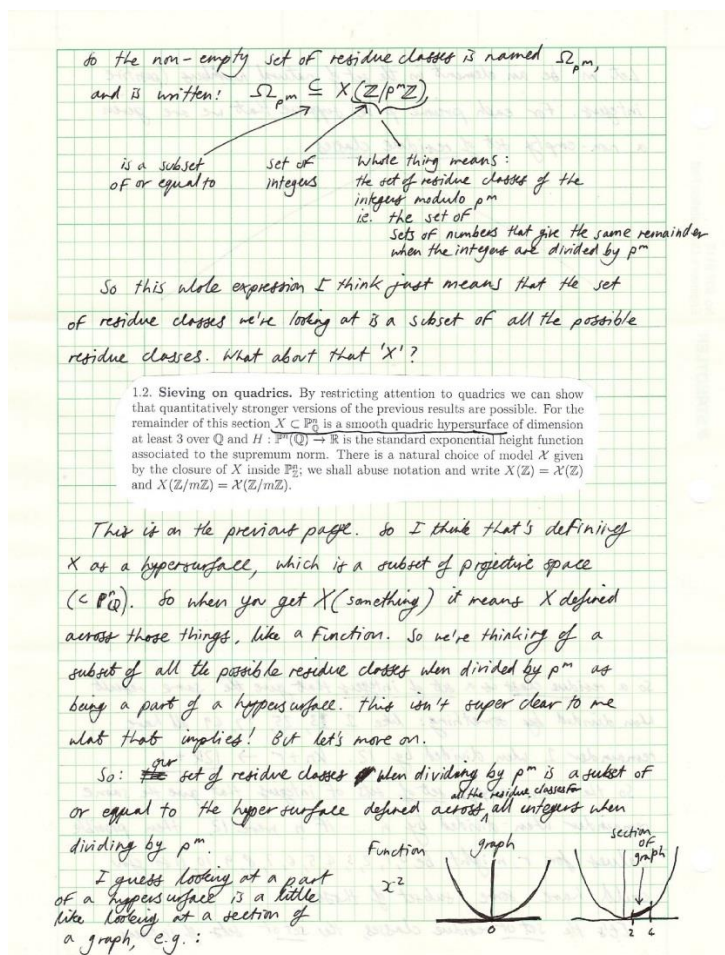 So the non-empty set of residue classes is named Ω_pm,
and is written: Ω_pm ⊆ X(Z/p^mZ)
is a subset
of or equal to
set of
integers
Whole thing means:
the set of residue classes of the
integers modulo p^m
ie. the set of
sets of numbers that give the same remainder
when the integers are divided by p^m
So this whole expression I think just means that the set
of residue classes we're looking at is a subset of all the possible
residue classes. What about that 'X'?
1.2. Sieving on quadrics. By restricting attention to quadrics we can show
that quantitatively stronger versions of the previous results are possible. For the
remainder of this section X ⊂ P^n_Q is a smooth quadric hypersurface of dimension
at least 3 over Q and H : P^n(Q) → R is the standard exponential height function
associated to the supremum norm. There is a natural choice of model 𝒳 given
by the closure of X inside P^n_Z; we shall abuse notation and write X(Z) = 𝒳(Z)
and X(Z/mZ) = 𝒳(Z/mZ).
This is on the previous page. So I think that's defining
X as a hypersurface, which is a subset of projective space
(⊂ P^n_Q). So when you get X(something) it means X defined
across those things, like a function. So we're thinking of a
subset of all the possible residue classes when divided by p^m as
being a part of a hypersurface. This isn't super clear to me
what that implies! But let's move on.
So: our set of residue classes when dividing by p^m is a subset of
or equal to the hypersurface defined across all the residue classes for all integers when
dividing by p^m.
I guess looking at a part
of a hypersurface is a little
like looking at a section of
a graph, e.g.:
Function
x²
graph
0
section
of
graph
2 4